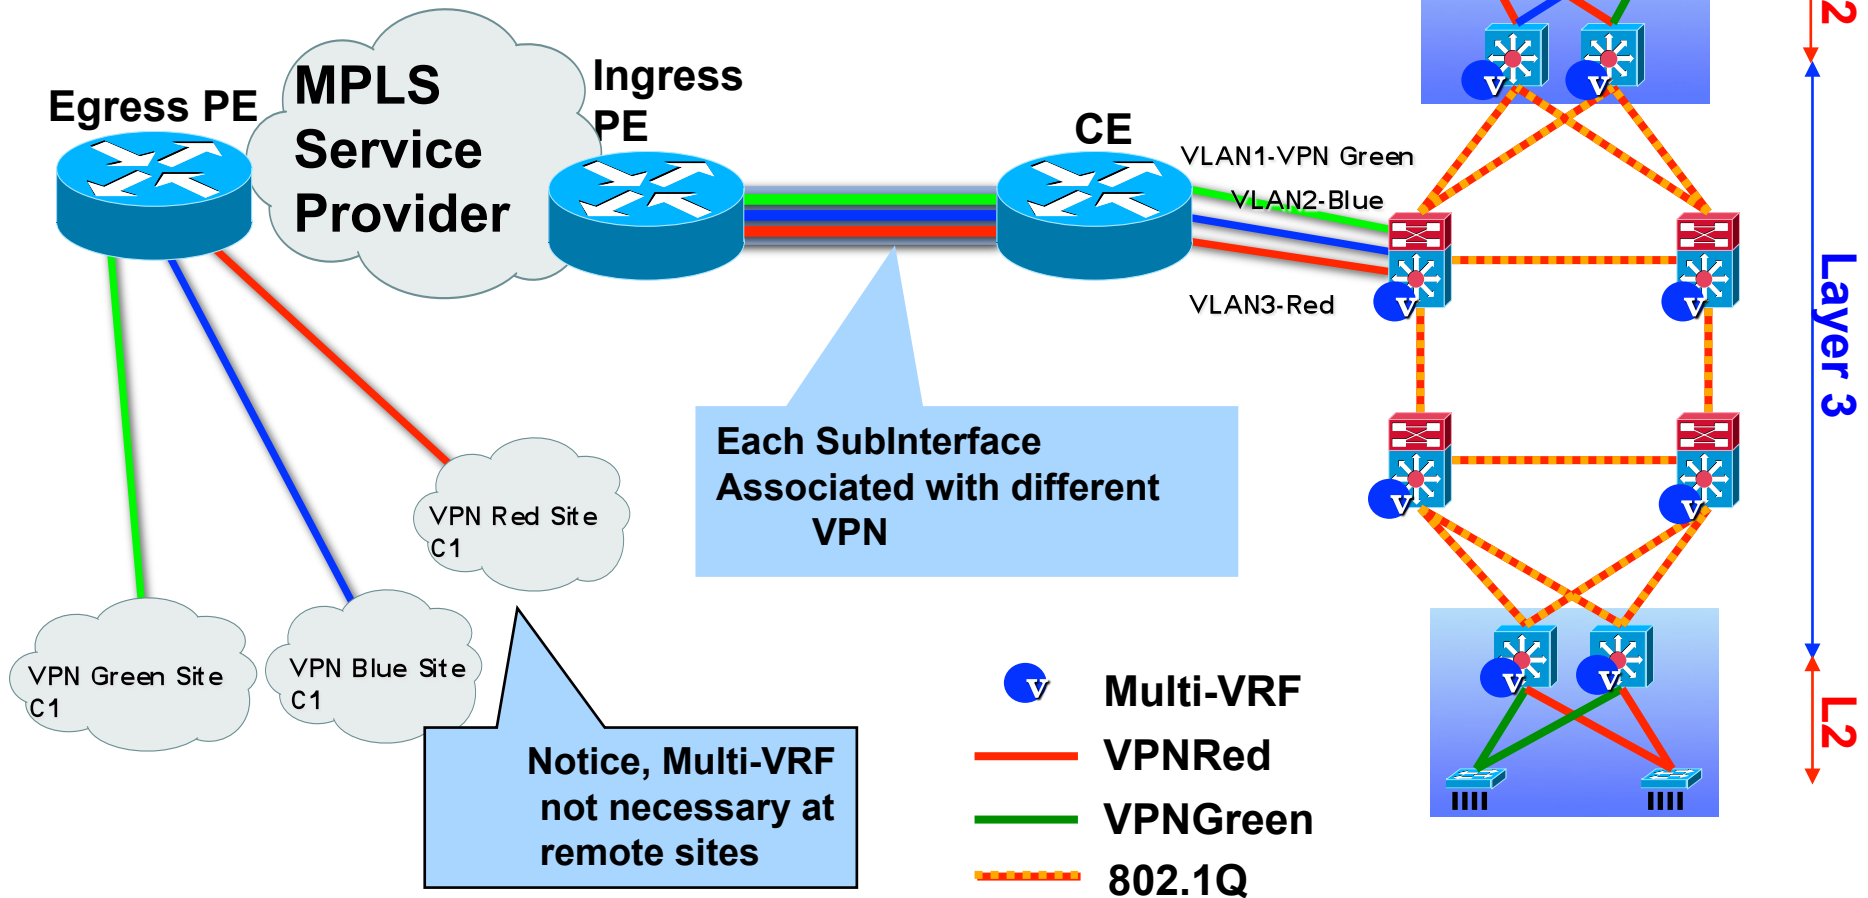 MPLS
Service
Provider
Egress PE
Ingress
PE
CE
VLAN1-VPN Green
VLAN2-Blue
VLAN3-Red
2
Layer 3
L2
Each SubInterface
Associated with different
VPN
VPN Red Site
C1
VPN Green Site
C1
VPN Blue Site
C1
Notice, Multi-VRF
not necessary at
remote sites
v
v
v
v
v
v
v
v
v Multi-VRF
VPNRed
VPNGreen
802.1Q